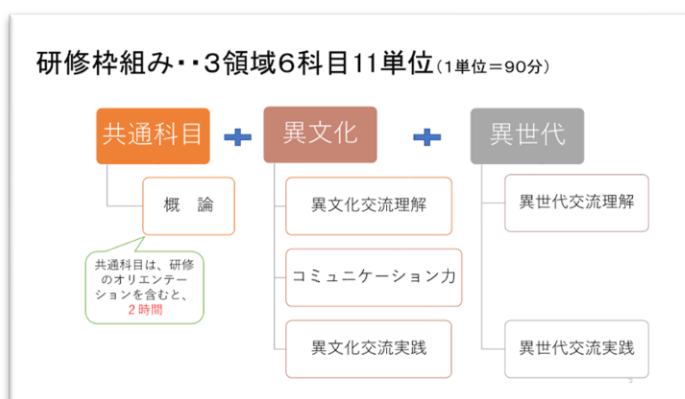 研修枠組み・・3領域6科目11単位(1単位=90分)
共通科目
異文化
異世代
概　論
異文化交流理解
異世代交流理解
共通科目は、研修
のオリエンテー
ションを含むと、
2時間
コミュニケーション力
異文化交流実践
異世代交流実践